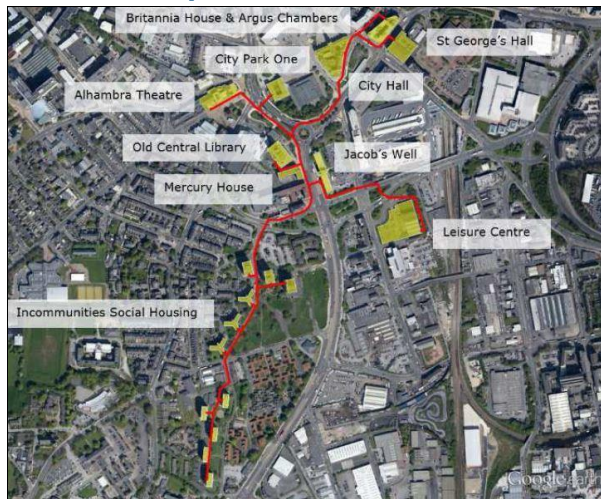 Britannia House & Argus Chambers
St George's Hall
City Park One
City Hall
Alhambra Theatre
Old Central Library
Jacob's Well
Mercury House
Leisure Centre
Incommunities Social Housing
Google earth